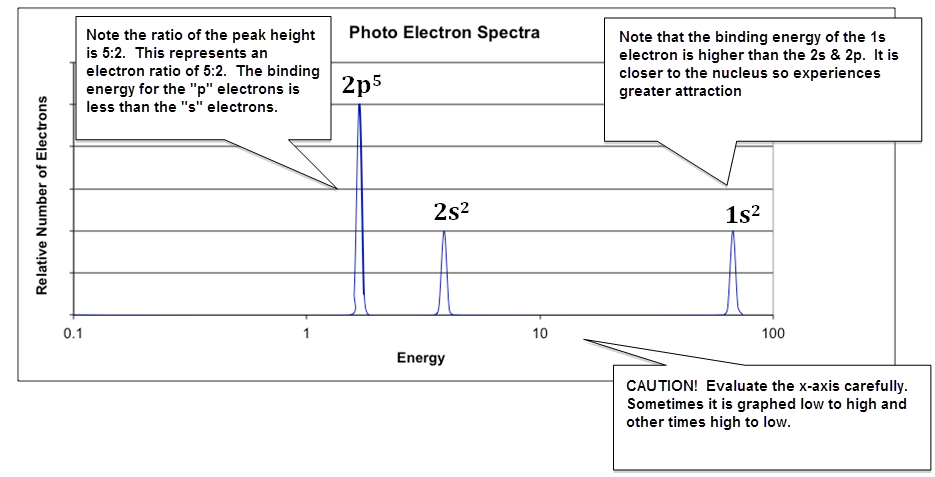 Photo Electron Spectra
Note the ratio of the peak height
is 5:2.  This represents an
electron ratio of 5:2.  The binding
energy for the "p" electrons is
less than the "s" electrons.
Note that the binding energy of the 1s
electron is higher than the 2s & 2p.  It is
closer to the nucleus so experiences
greater attraction
2p⁵
2s²
1s²
Relative Number of Electrons
0.1
1
10
100
Energy
CAUTION!  Evaluate the x-axis carefully.
Sometimes it is graphed low to high and
other times high to low.